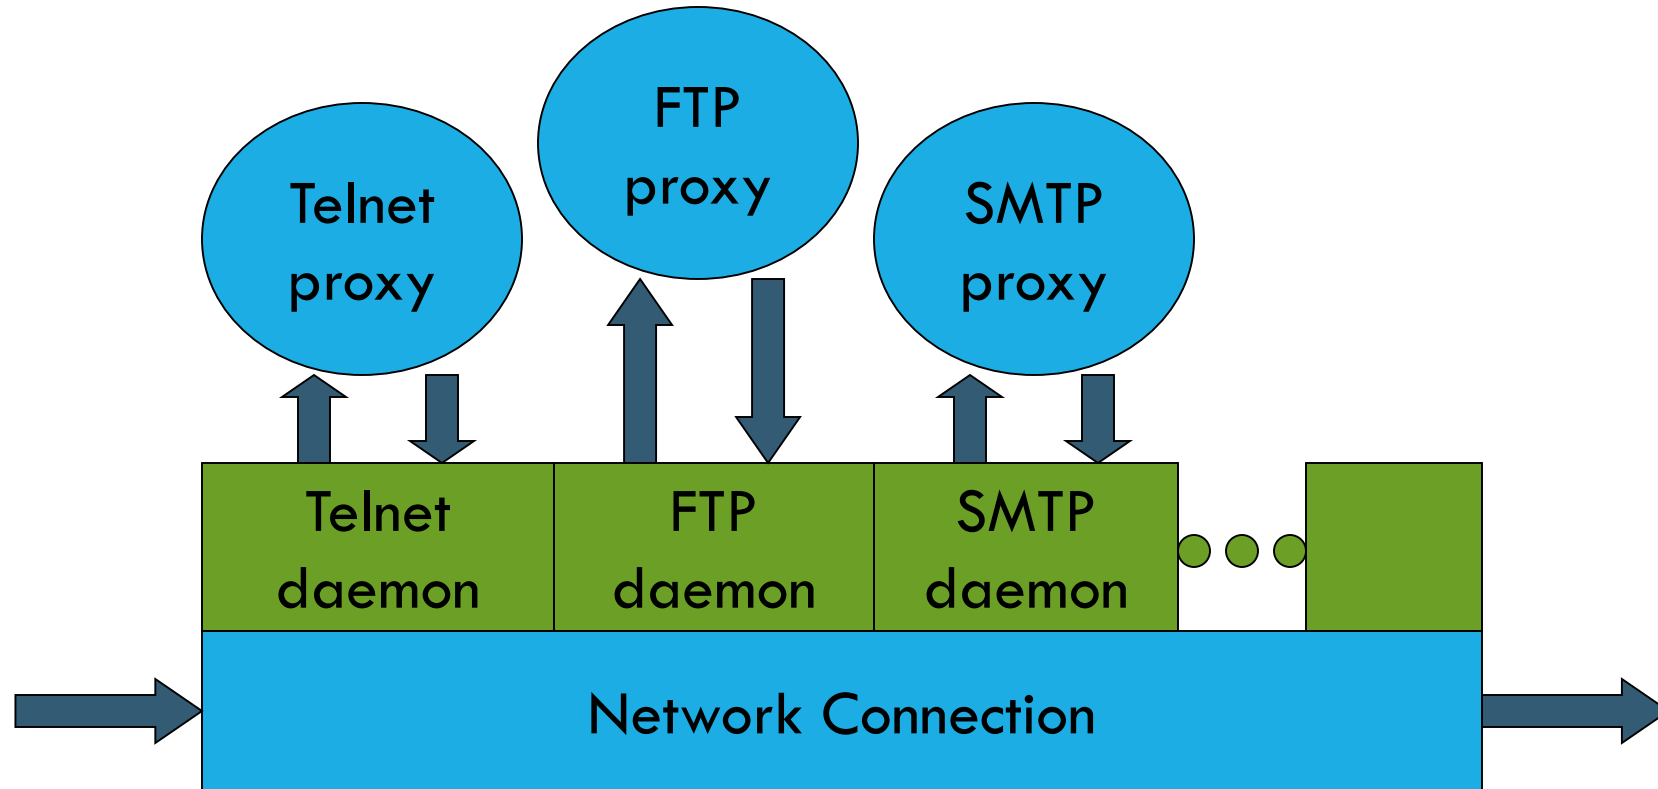 Telnet
proxy
FTP
proxy
SMTP
proxy
Telnet
daemon
FTP
daemon
SMTP
daemon
Network Connection